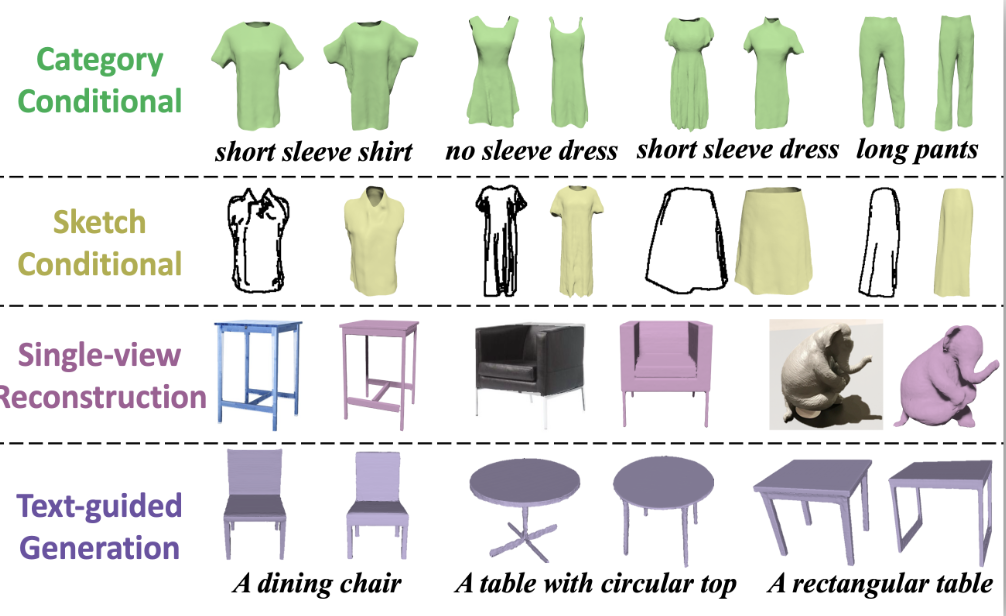 Category
Conditional
short sleeve shirt no sleeve dress short sleeve dress long pants
Sketch
Conditional
Single-view
Reconstruction
Text-guided
Generation
A dining chair A table with circular top A rectangular table